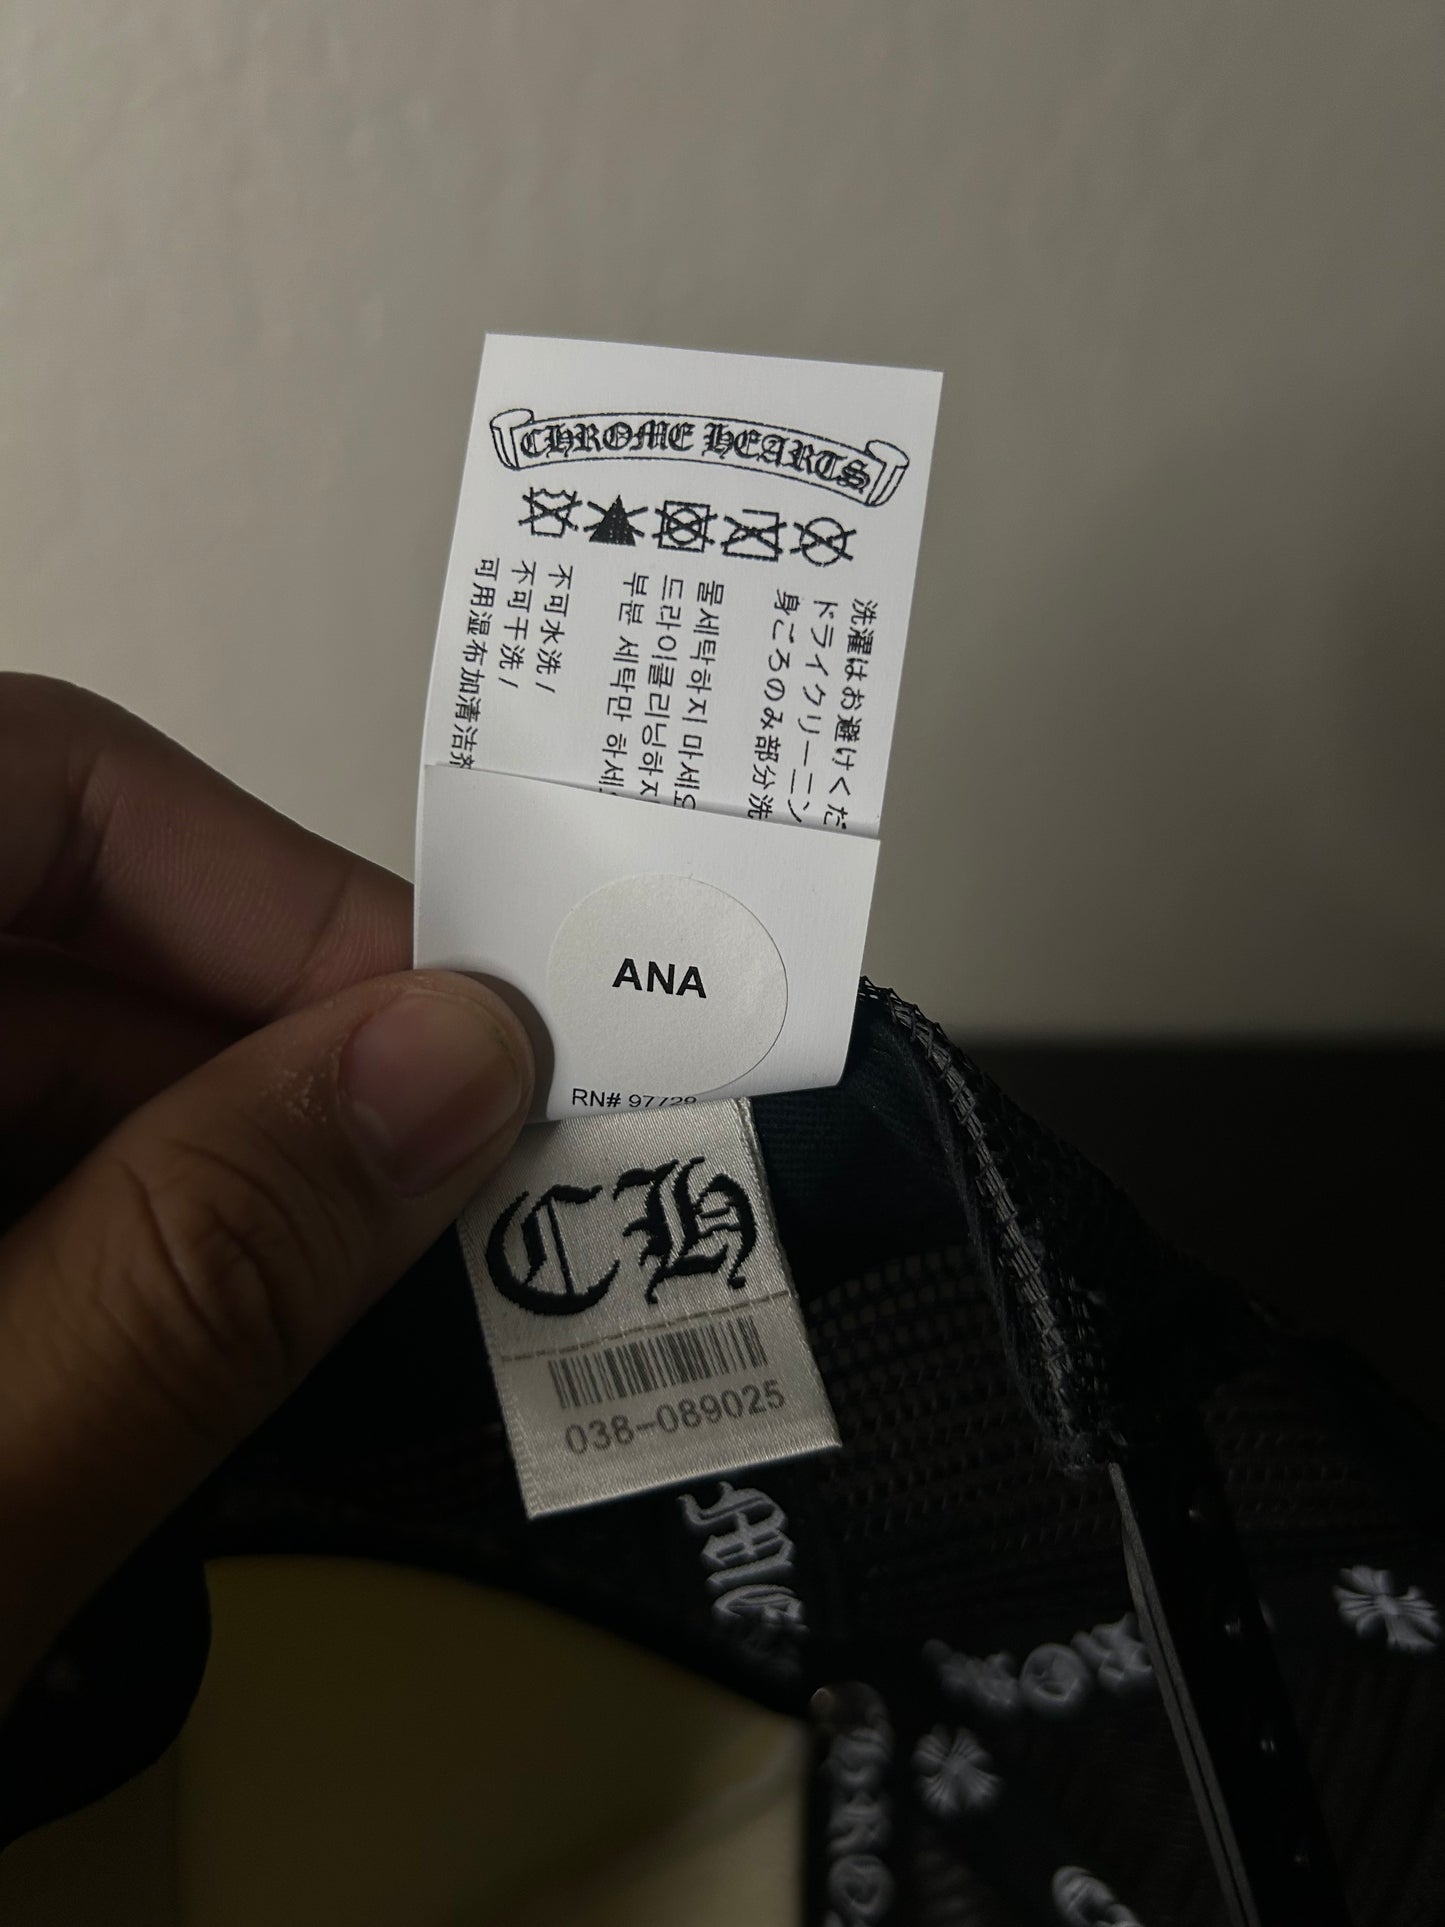 CHROME HEARTS
洗濯はお避けくだ
ドライクリーニン
身ごろのみ部分洗
물세탁하지 마세요
드라이클리닝하지
부분 세탁만 하세
不可水洗/
不可干洗/
可用湿布加清洁剂
ANA
RN# 97729
CH
038-089025